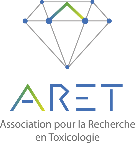 ARET
Association pour la Recherche
en Toxicologie